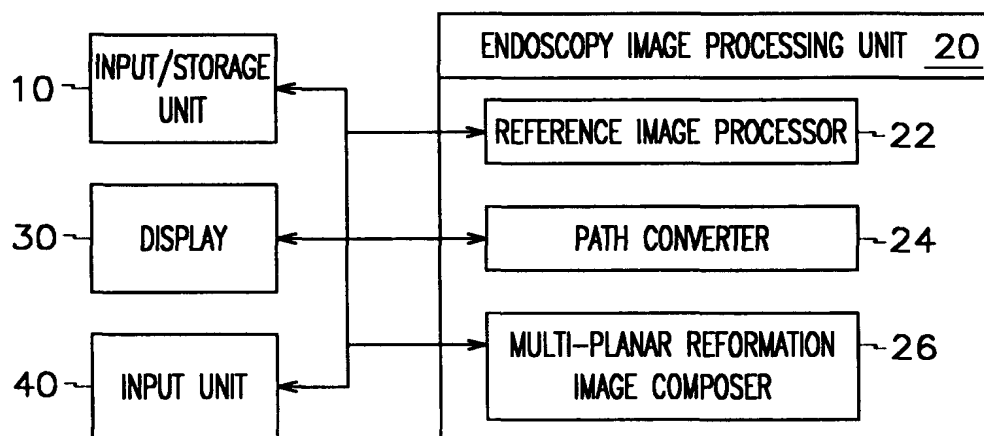 ENDOSCOPY IMAGE PROCESSING UNIT 20
INPUT/STORAGE
UNIT
10
REFERENCE IMAGE PROCESSOR
22
30
DISPLAY
PATH CONVERTER
24
MULTI-PLANAR REFORMATION
IMAGE COMPOSER
26
40
INPUT UNIT